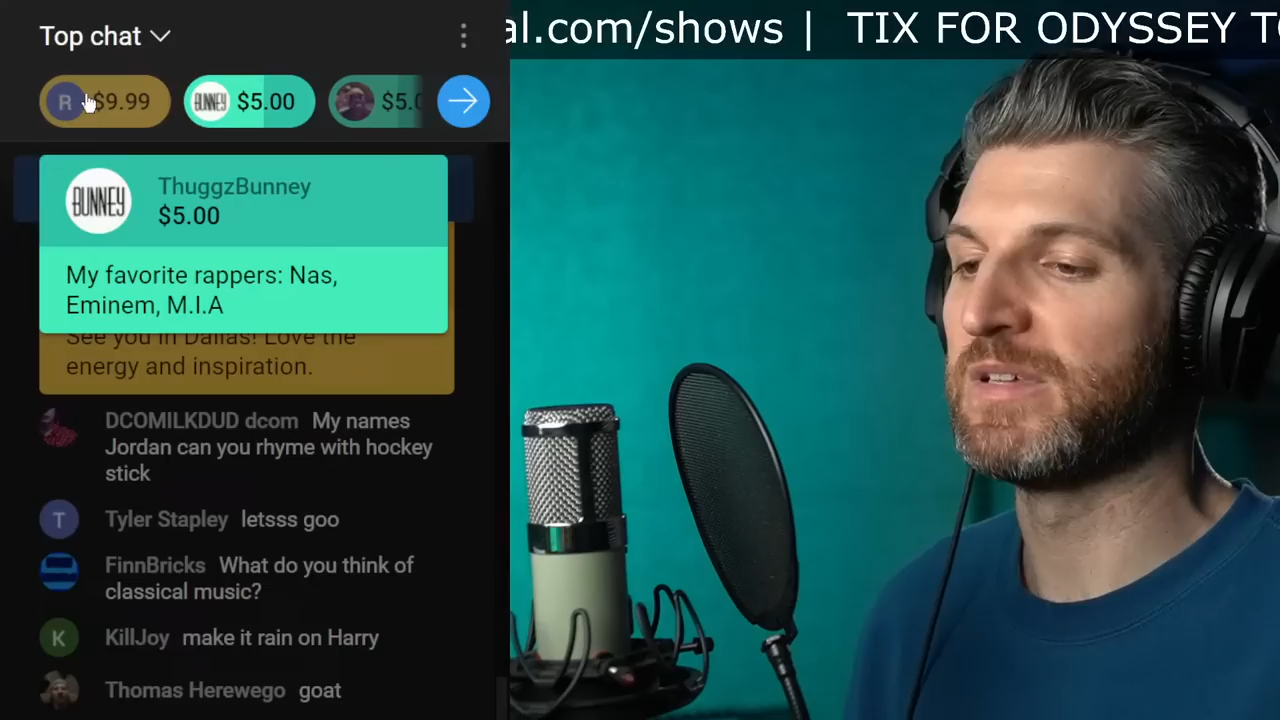 Top chat
al.com/shows | TIX FOR ODYSSEY T
R $9.99
BUNNEY $5.00
$5.0
BUNNEY
ThuggzBunney
$5.00
My favorite rappers: Nas,
Eminem, M.I.A
See you in Dallas! Love the
energy and inspiration.
DCOMILKDUD dcom My names
Jordan can you rhyme with hockey
stick
T
Tyler Stapley letsss goo
FinnBricks What do you think of
classical music?
K
KillJoy make it rain on Harry
Thomas Herewego goat